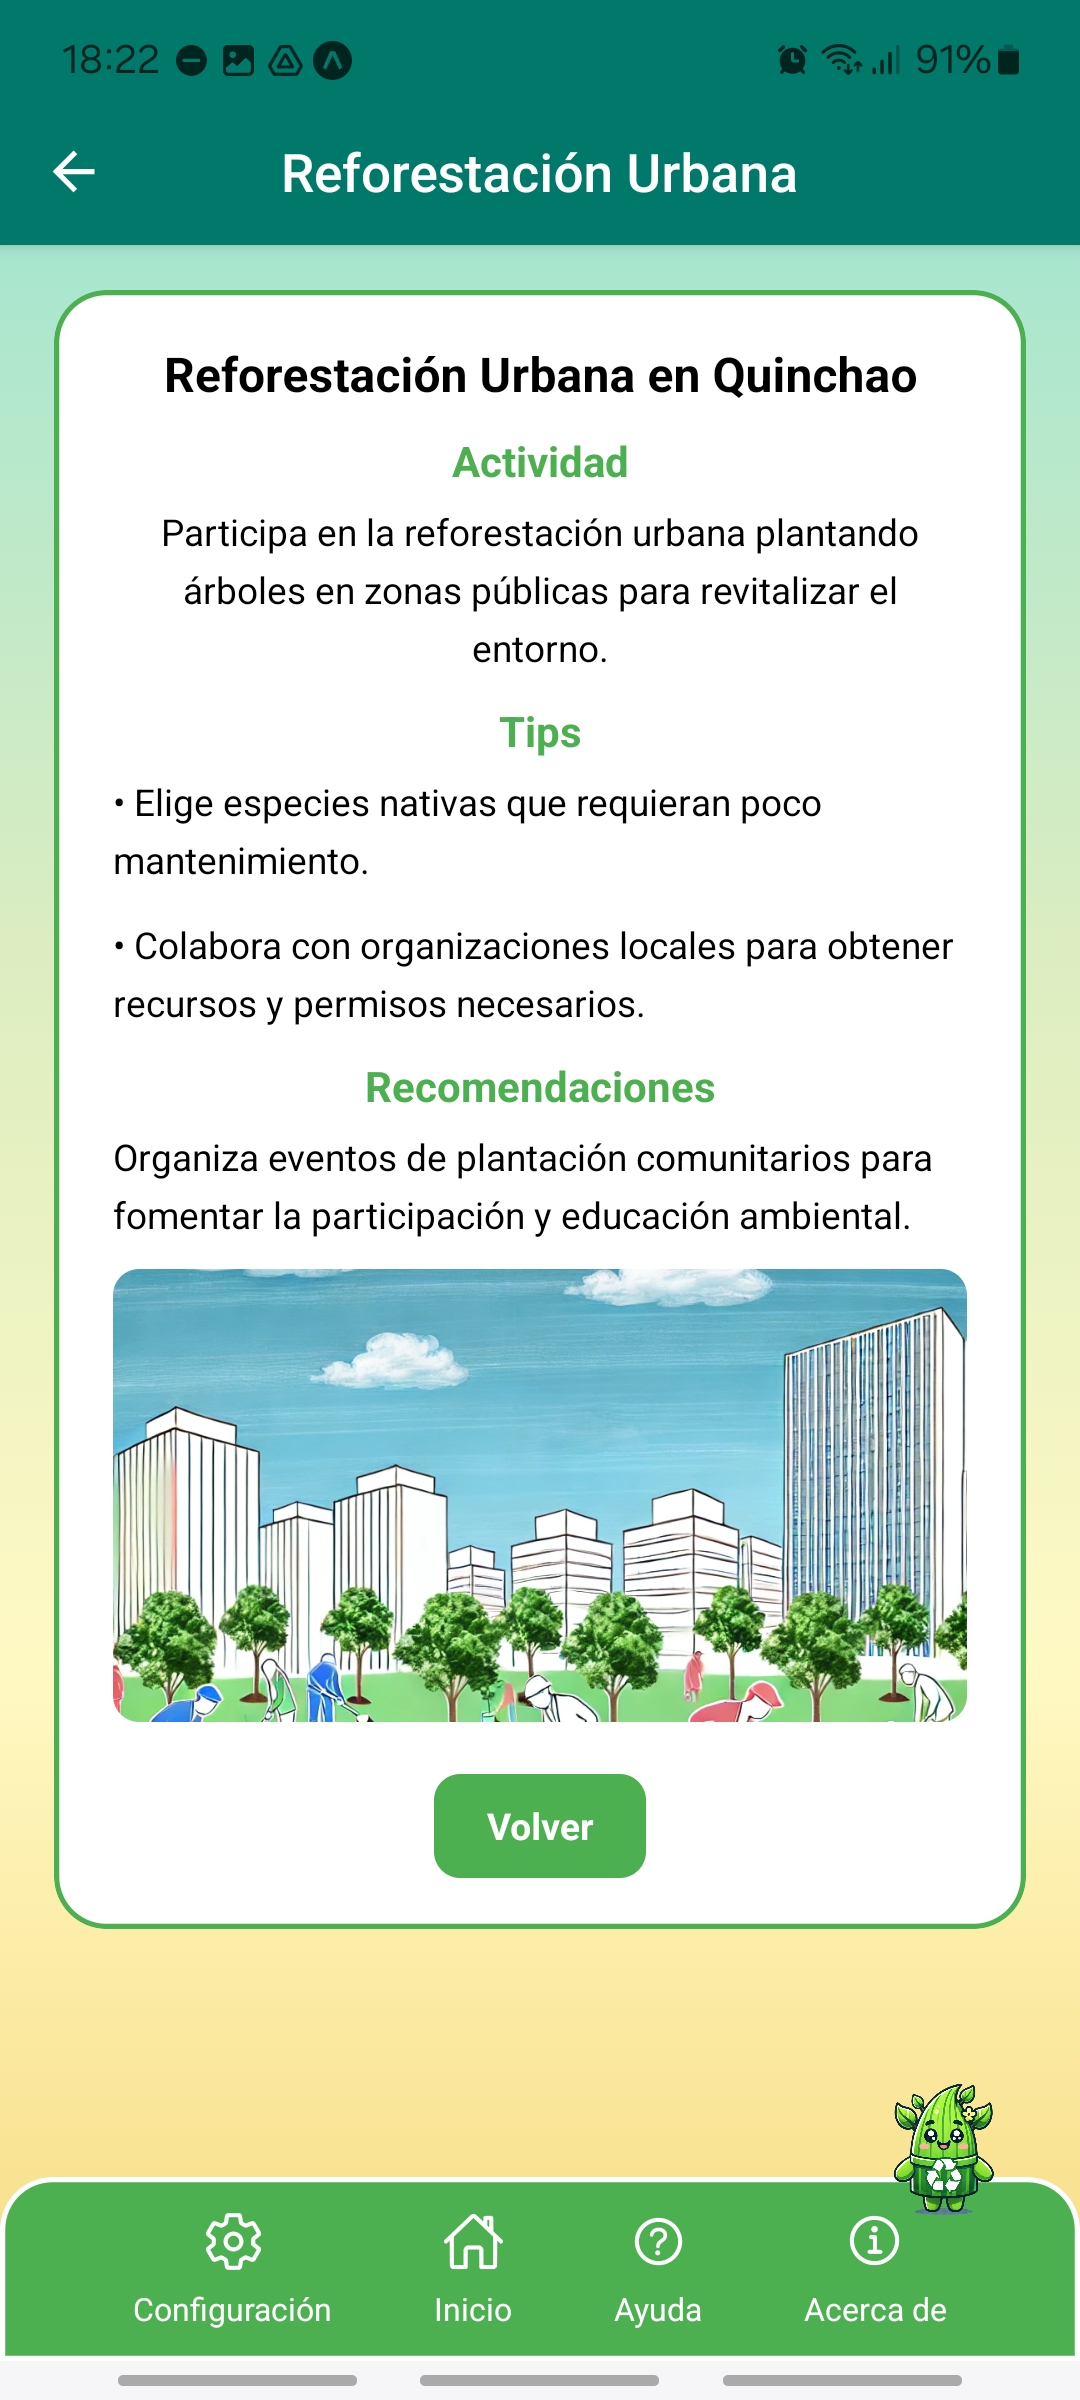 18:22
91%
Reforestación Urbana
Reforestación Urbana en Quinchao
Actividad
Participa en la reforestación urbana plantando
árboles en zonas públicas para revitalizar el
entorno.
Tips
• Elige especies nativas que requieran poco
mantenimiento.
• Colabora con organizaciones locales para obtener
recursos y permisos necesarios.
Recomendaciones
Organiza eventos de plantación comunitarios para
fomentar la participación y educación ambiental.
Volver
Configuración
Inicio
Ayuda
Acerca de